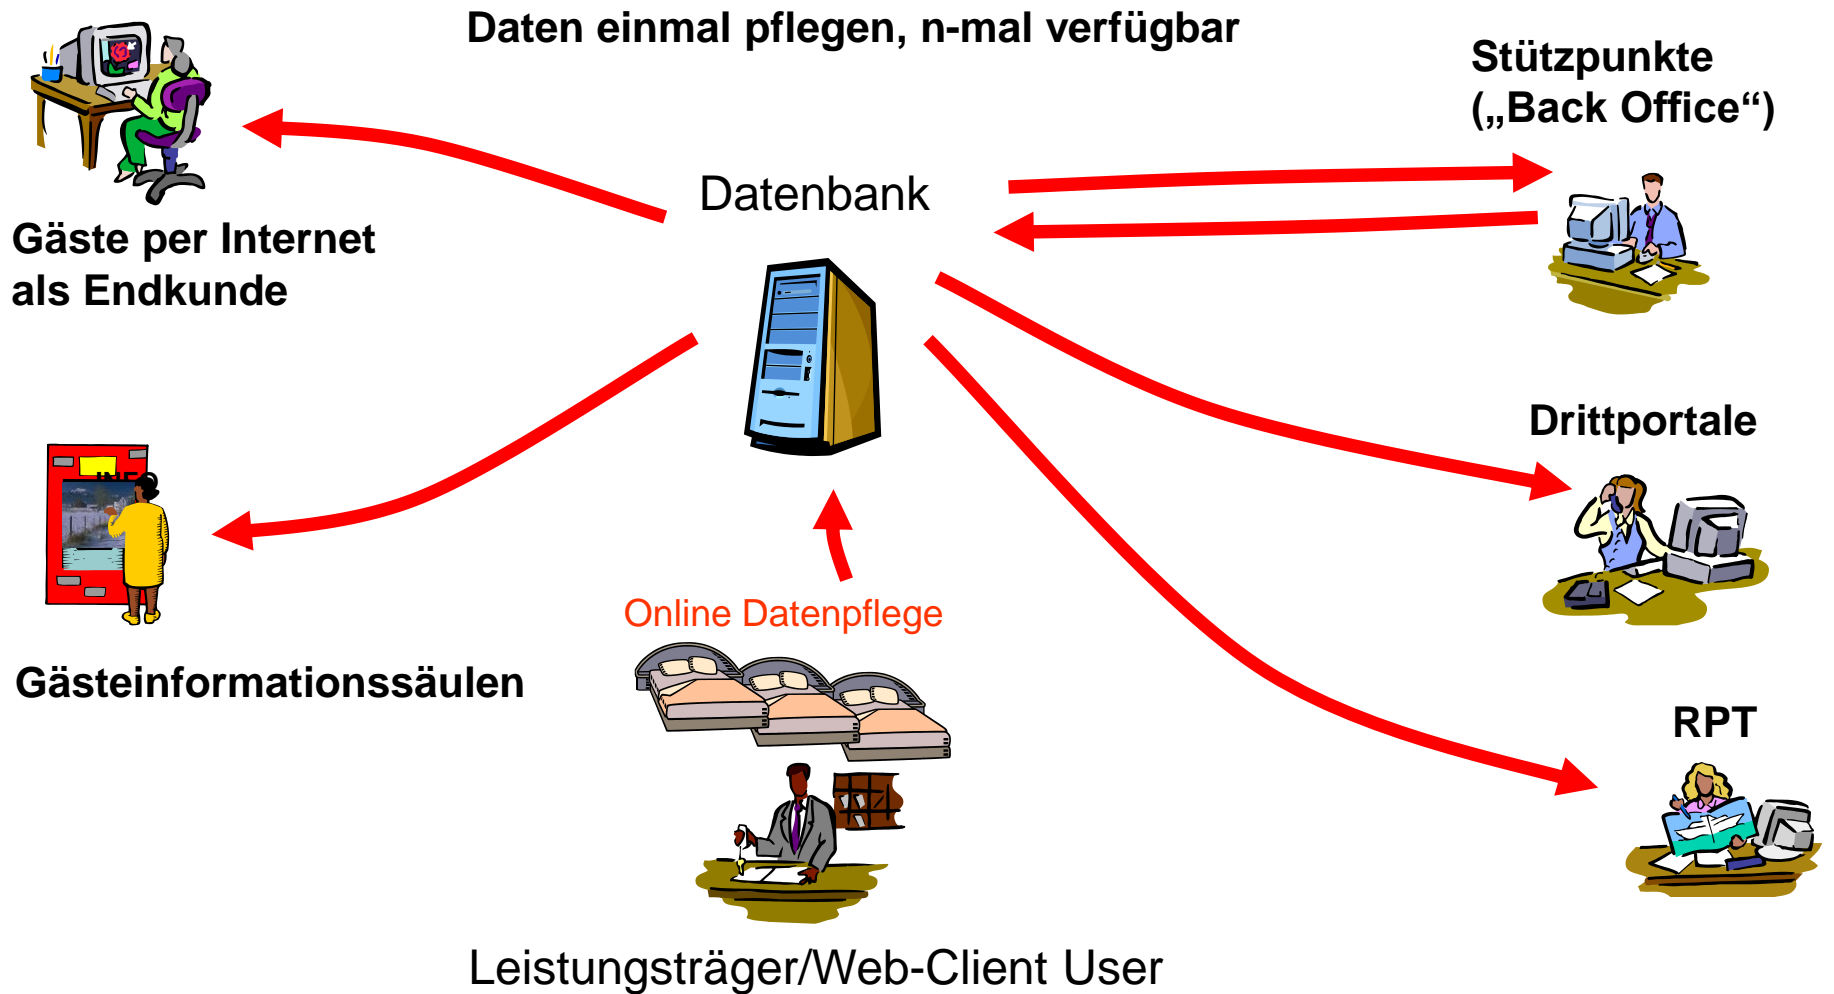 Daten einmal pflegen, n-mal verfügbar
Stützpunkte
(„Back Office“)
Datenbank
Gäste per Internet
als Endkunde
Drittportale
INFO
Online Datenpflege
Gästeinformationssäulen
RPT
Leistungsträger/Web-Client User